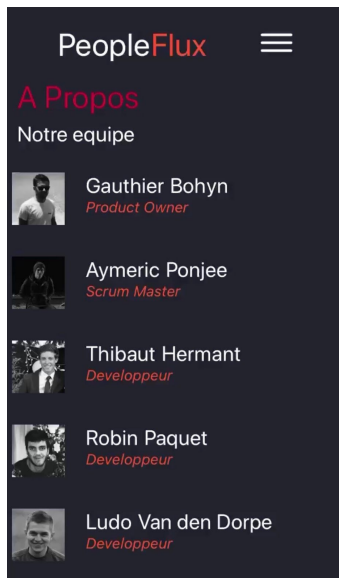 PeopleFlux
A Propos
Notre equipe
Gauthier Bohyn
Product Owner
Aymeric Ponjee
Scrum Master
Thibaut Hermant
Developpeur
Robin Paquet
Developpeur
Ludo Van den Dorpe
Developpeur